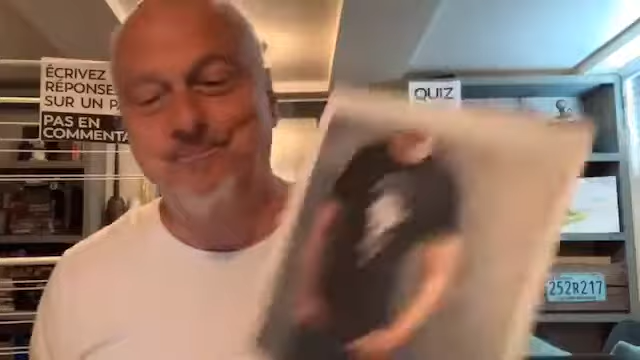 ÉCRIVEZ
RÉPONSE
SUR UN
PAS EN
COMMENTA
QUIZ
252R217